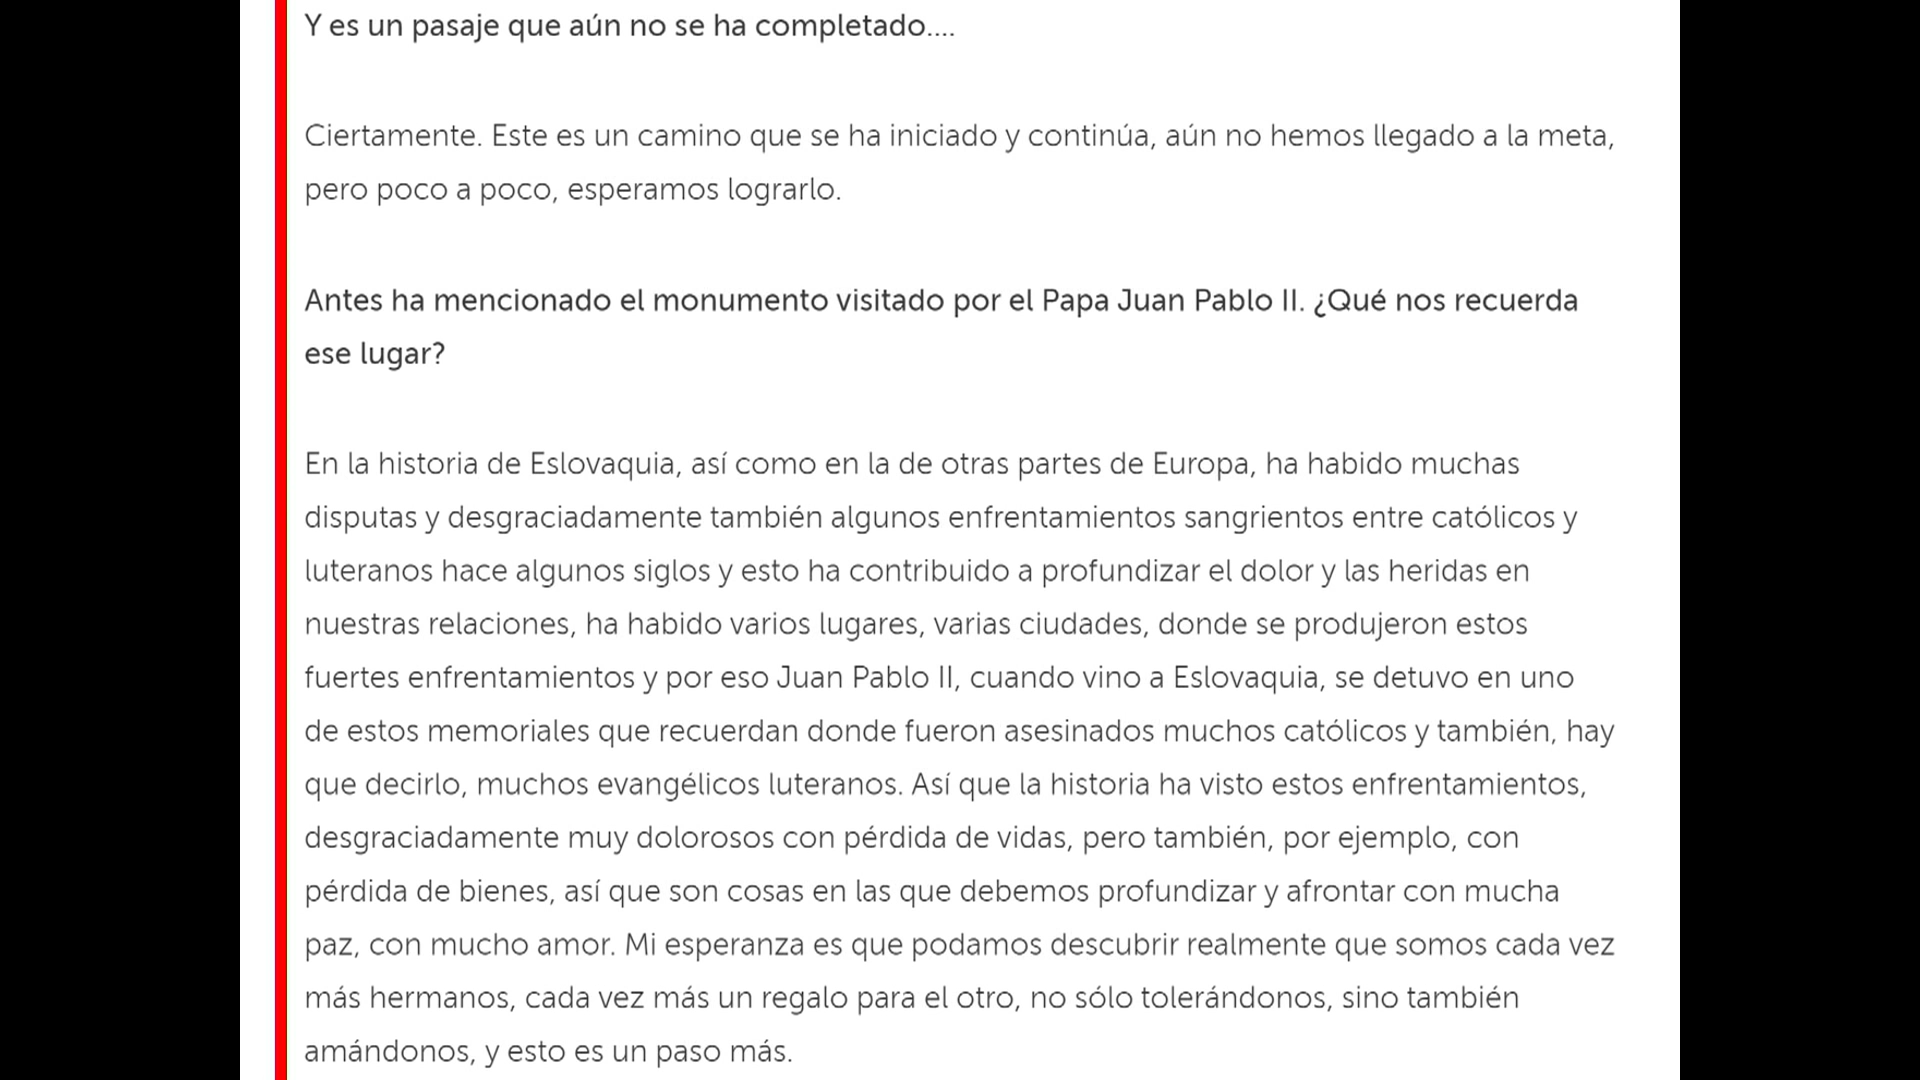 Y es un pasaje que aún no se ha completado....
Ciertamente. Este es un camino que se ha iniciado y continúa, aún no hemos llegado a la meta,
pero poco a poco, esperamos lograrlo.
Antes ha mencionado el monumento visitado por el Papa Juan Pablo II. ¿Qué nos recuerda
ese lugar?
En la historia de Eslovaquia, así como en la de otras partes de Europa, ha habido muchas
disputas y desgraciadamente también algunos enfrentamientos sangrientos entre católicos y
luteranos hace algunos siglos y esto ha contribuido a profundizar el dolor y las heridas en
nuestras relaciones, ha habido varios lugares, varias ciudades, donde se produjeron estos
fuertes enfrentamientos y por eso Juan Pablo II, cuando vino a Eslovaquia, se detuvo en uno
de estos memoriales que recuerdan donde fueron asesinados muchos católicos y también, hay
que decirlo, muchos evangélicos luteranos. Así que la historia ha visto estos enfrentamientos,
desgraciadamente muy dolorosos con pérdida de vidas, pero también, por ejemplo, con
pérdida de bienes, así que son cosas en las que debemos profundizar y afrontar con mucha
paz, con mucho amor. Mi esperanza es que podamos descubrir realmente que somos cada vez
más hermanos, cada vez más un regalo para el otro, no sólo tolerándonos, sino también
amándonos, y esto es un paso más.